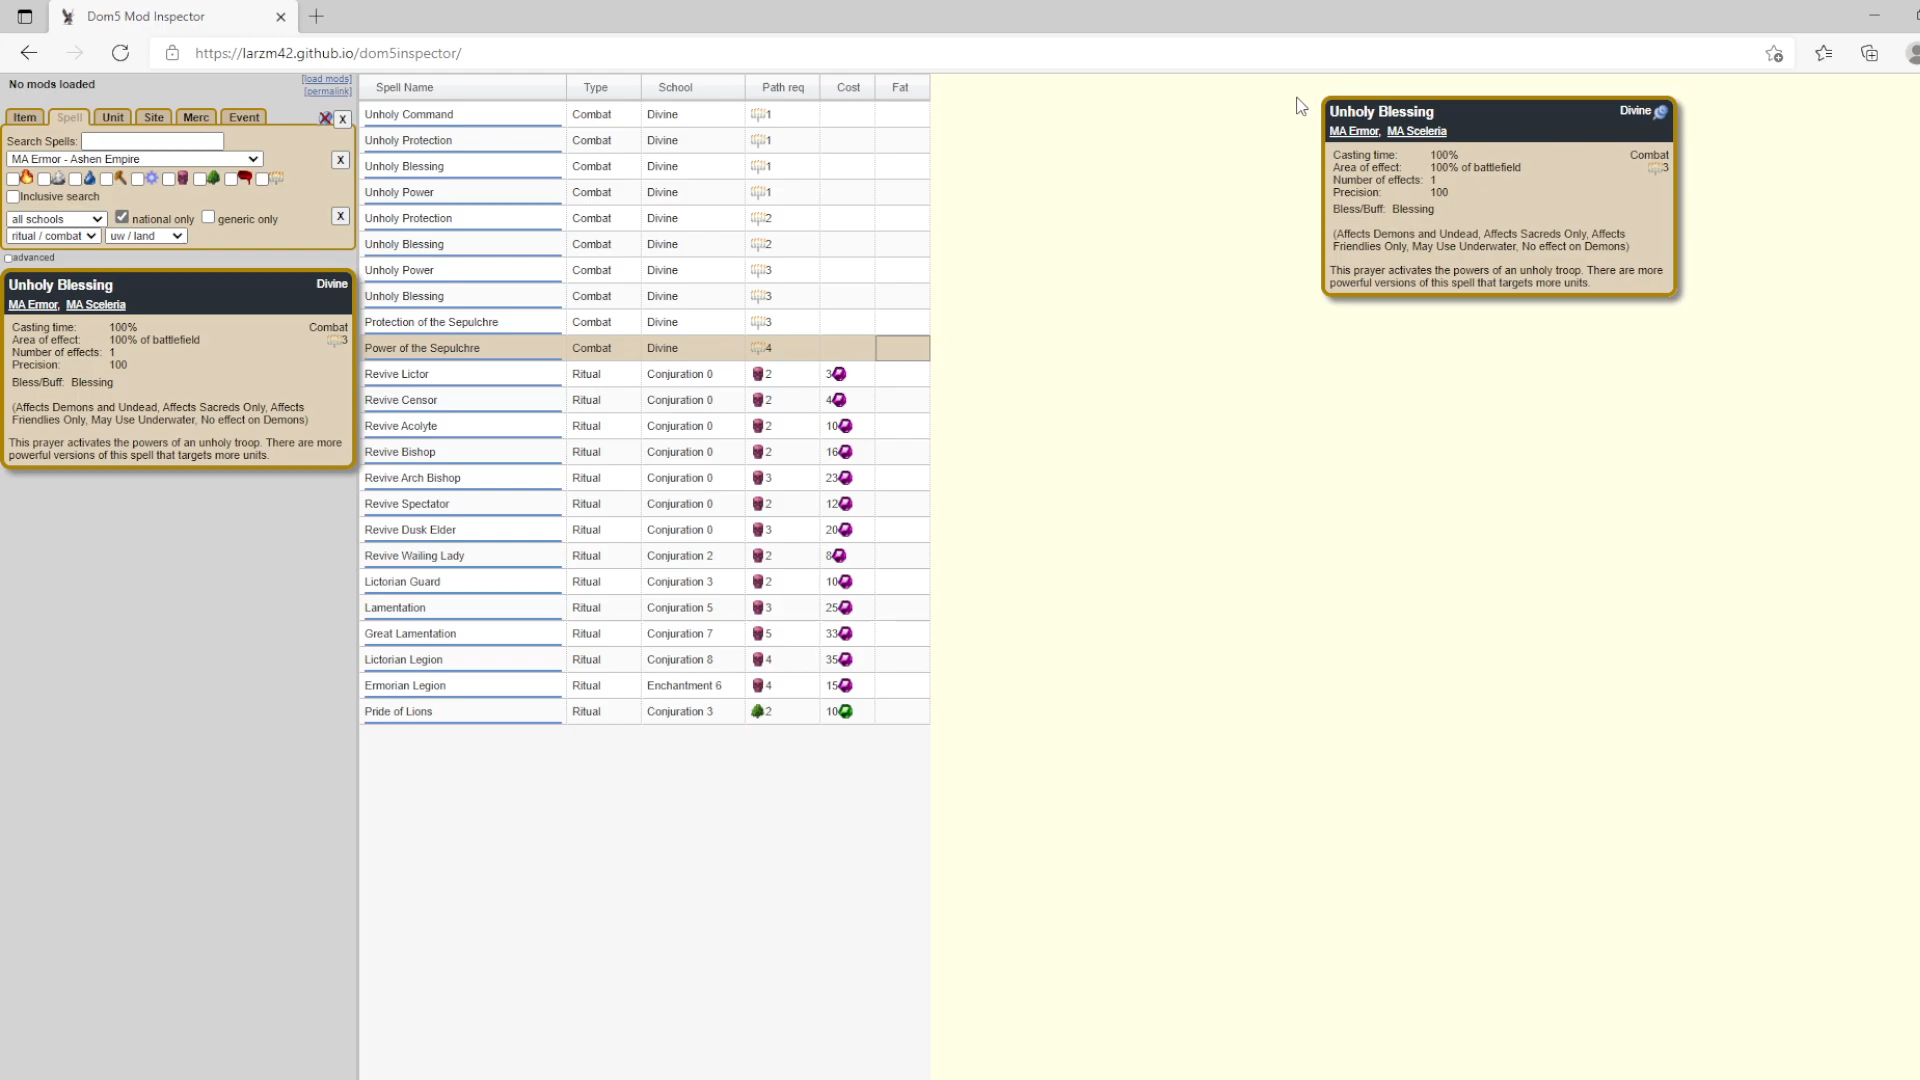 Dom5 Mod Inspector
https://larzm42.github.io/dom5inspector/
No mods loaded
[load mods]
[permalink]
Item Spell Unit Site Merc Event X
Search Spells:
MA Ermor - Ashen Empire X
Inclusive search
all schools national only generic only X
ritual / combat uw / land
advanced
Unholy Blessing Divine
MA Ermor, MA Sceleria
Casting time: 100% Combat
Area of effect: 100% of battlefield 3
Number of effects: 1
Precision: 100
Bless/Buff: Blessing
(Affects Demons and Undead, Affects Sacreds Only, Affects
Friendlies Only, May Use Underwater, No effect on Demons)
This prayer activates the powers of an unholy troop. There are more
powerful versions of this spell that targets more units.
Spell Name Type School Path req Cost Fat
Unholy Command Combat Divine 1
Unholy Protection Combat Divine 1
Unholy Blessing Combat Divine 1
Unholy Power Combat Divine 1
Unholy Protection Combat Divine 2
Unholy Blessing Combat Divine 2
Unholy Power Combat Divine 3
Unholy Blessing Combat Divine 3
Protection of the Sepulchre Combat Divine 3
Power of the Sepulchre Combat Divine 4
Revive Lictor Ritual Conjuration 0 2 3
Revive Censor Ritual Conjuration 0 2 4
Revive Acolyte Ritual Conjuration 0 2 10
Revive Bishop Ritual Conjuration 0 2 16
Revive Arch Bishop Ritual Conjuration 0 3 23
Revive Spectator Ritual Conjuration 0 2 12
Revive Dusk Elder Ritual Conjuration 0 3 20
Revive Wailing Lady Ritual Conjuration 2 2 8
Lictorian Guard Ritual Conjuration 3 2 10
Lamentation Ritual Conjuration 5 3 25
Great Lamentation Ritual Conjuration 7 5 33
Lictorian Legion Ritual Conjuration 8 4 35
Ermorian Legion Ritual Enchantment 6 4 15
Pride of Lions Ritual Conjuration 3 2 10
Unholy Blessing Divine
MA Ermor, MA Sceleria
Casting time: 100% Combat
Area of effect: 100% of battlefield 3
Number of effects: 1
Precision: 100
Bless/Buff: Blessing
(Affects Demons and Undead, Affects Sacreds Only, Affects
Friendlies Only, May Use Underwater, No effect on Demons)
This prayer activates the powers of an unholy troop. There are more
powerful versions of this spell that targets more units.